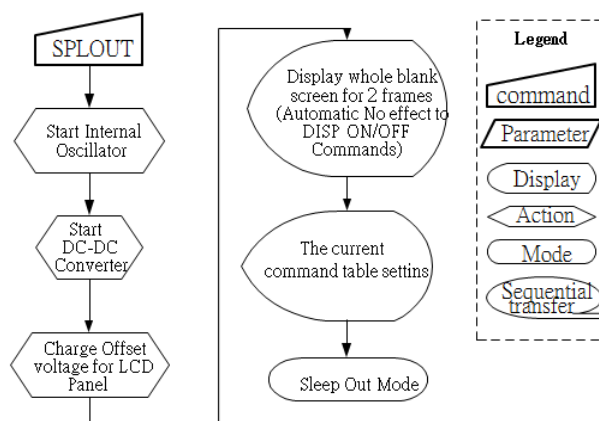 SPLOUT
Start Internal
Oscillator
Start
DC-DC
Converter
Charge Offset
voltage for LCD
Panel
Display whole blank
screen for 2 frames
(Automatic No effect to
DISP ON/OFF
Commands)
The current
command table settins
Sleep Out Mode
Legend
command
Parameter
Display
Action
Mode
Sequential
transfer